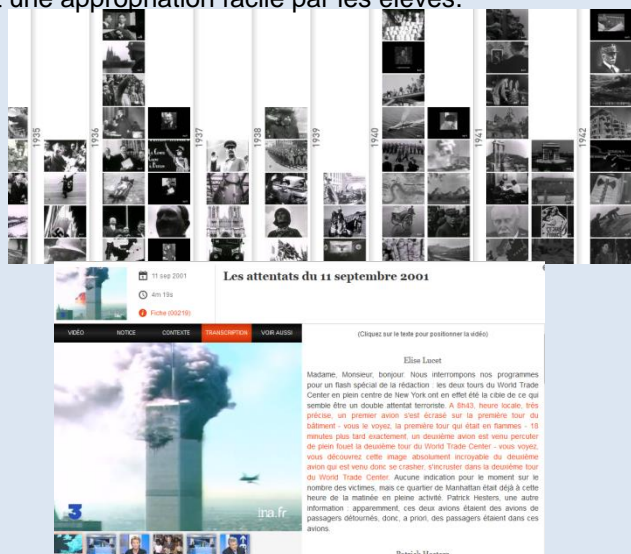 une appropriation facile par les élèves.
1935
1936
1937
1938
1939
1940
1941
1942
11 sep 2001
4m 19s
Fiche (00219)
Les attentats du 11 septembre 2001
VIDÉO
NOTICE
CONTEXTE
TRANSCRIPTION
VOIR AUSSI
(Cliquez sur le texte pour positionner la vidéo)
Elise Lucet
Madame, Monsieur, bonjour. Nous interrompons nos programmes
pour un flash spécial de la rédaction : les deux tours du World Trade
Center en plein centre de New York ont en effet été la cible de ce qui
semble être un double attentat terroriste. A 8h43, heure locale, très
précise, un premier avion s'est écrasé sur la première tour du
bâtiment - vous le voyez, la première tour qui était en flammes - 18
minutes plus tard exactement, un deuxième avion est venu percuter
de plein fouet la deuxième tour du World Trade Center - vous voyez,
vous découvrez cette image absolument incroyable du deuxième
avion qui est venu donc se crasher, s'incruster dans la deuxième tour
du World Trade Center. Aucune indication pour le moment sur le
nombre des victimes, mais ce quartier de Manhattan était déjà à cette
heure de la matinée en pleine activité. Patrick Hesters, une autre
information : apparemment, ces deux avions étaient des avions de
passagers détournés, donc, a priori, des passagers étaient dans ces
avions.
3
ina.fr
Patrick Hesters